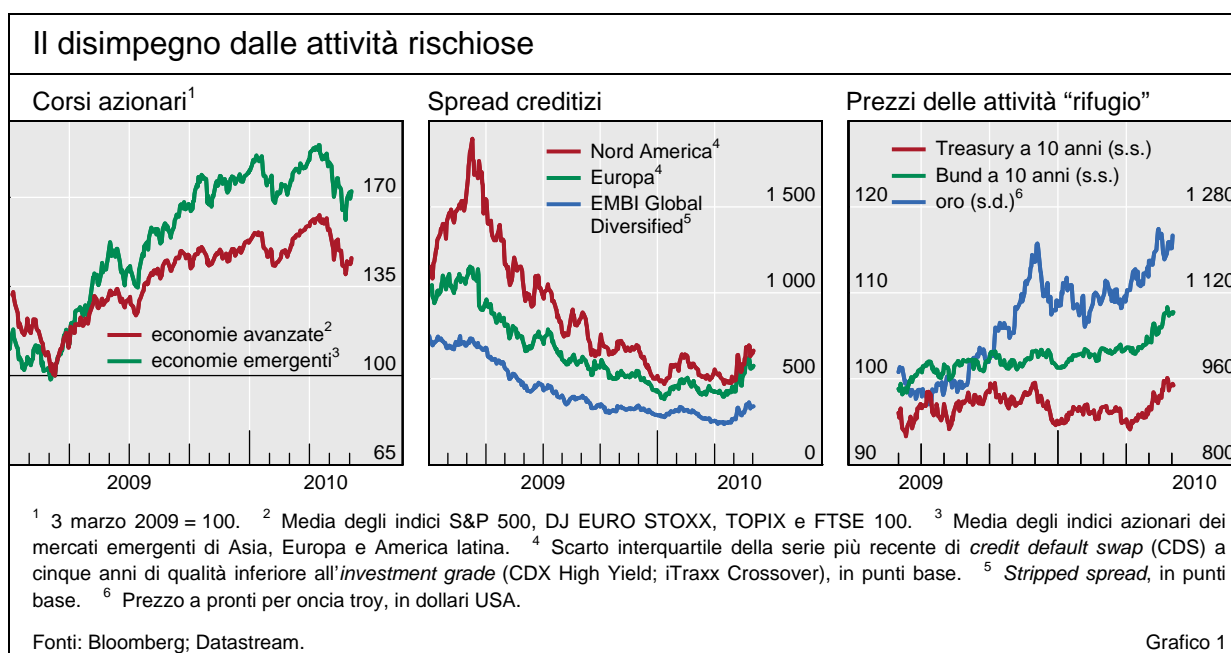 Il disimpegno dalle attività rischiose
Corsi azionari1
170
135
100
65
economie avanzate2
economie emergenti3
2009
2010
Spread creditizi
Nord America4
Europa4
EMBI Global
Diversified5
1 500
1 000
500
0
2009
2010
Prezzi delle attività “rifugio”
Treasury a 10 anni (s.s.)
Bund a 10 anni (s.s.)
oro (s.d.)6
120
110
100
90
1 280
1 120
960
800
2009
2010
1 3 marzo 2009 = 100. 2 Media degli indici S&P 500, DJ EURO STOXX, TOPIX e FTSE 100. 3 Media degli indici azionari dei
mercati emergenti di Asia, Europa e America latina. 4 Scarto interquartile della serie più recente di credit default swap (CDS) a
cinque anni di qualità inferiore all’investment grade (CDX High Yield; iTraxx Crossover), in punti base. 5 Stripped spread, in punti
base. 6 Prezzo a pronti per oncia troy, in dollari USA.
Fonti: Bloomberg; Datastream.
Grafico 1